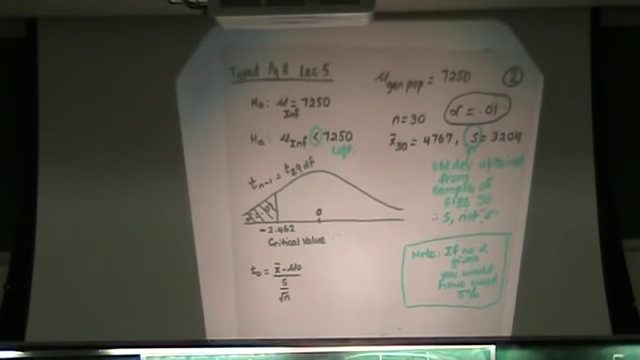 Typed Pg 8 Lec 5
②
μ gen pop = 7250
H₀: μ Inf = 7250
n = 30
α = .01
Hₐ: μ Inf < 7250
Left
x̄₃₀ = 4767, S = 3204
Std dev obtained
from
sample of
size 30
∴ S, not σ
t n-1 = t 29 df
0
-2.462
Critical Value
t₀ = x̄ - μ₀
S
√n
Note: If no α
given
you would
have used
5%